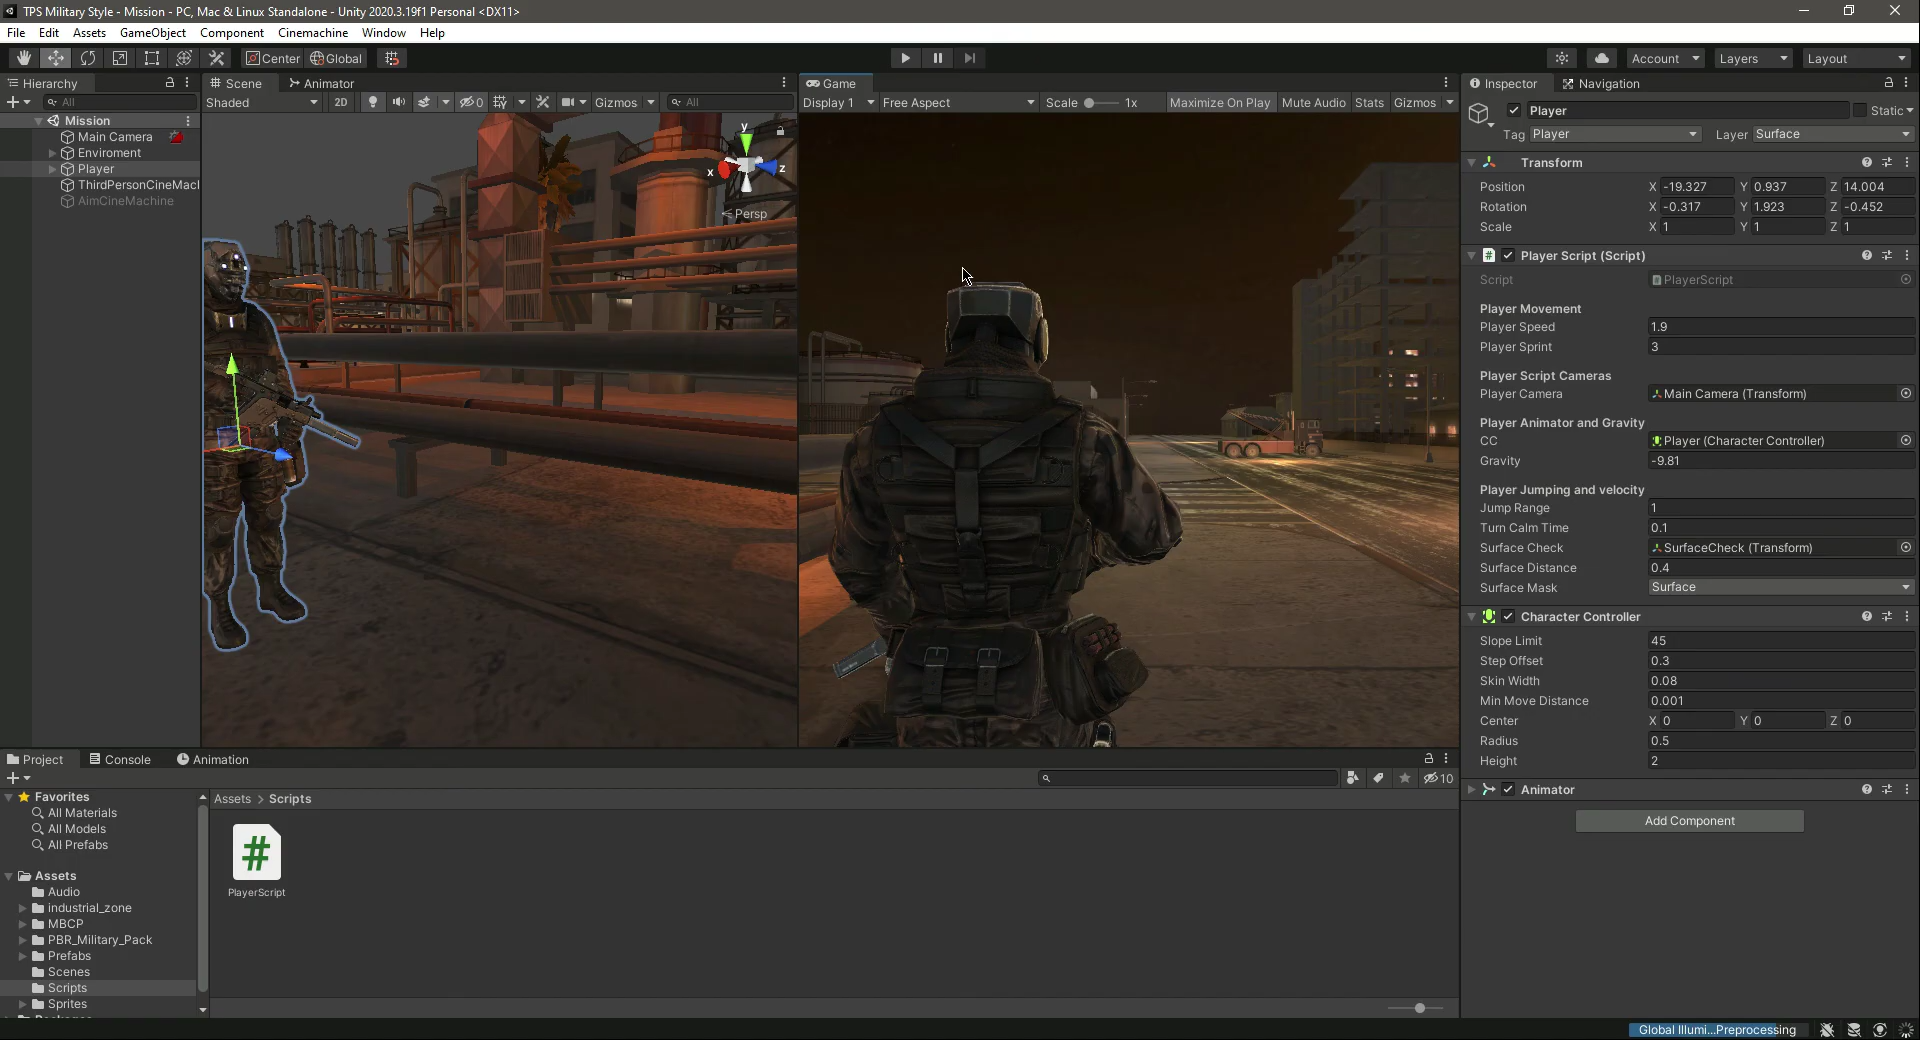 TPS Military Style - Mission - PC, Mac & Linux Standalone - Unity 2020.3.19f1 Personal <DX11>
File Edit Assets GameObject Component Cinemachine Window Help
Center Global Account Layers Layout
Hierarchy
All
Mission
Main Camera
Enviroment
Player
ThirdPersonCineMacl
AimCineMachine
Scene Animator
Shaded 2D 0 Gizmos All
y
x z
< Persp
Game
Display 1 Free Aspect Scale 1x Maximize On Play Mute Audio Stats Gizmos
Inspector Navigation
Player Static
Tag Player Layer Surface
Transform
Position X -19.327 Y 0.937 Z 14.004
Rotation X -0.317 Y 1.923 Z -0.452
Scale X 1 Y 1 Z 1
# Player Script (Script)
Script PlayerScript
Player Movement
Player Speed 1.9
Player Sprint 3
Player Script Cameras
Player Camera Main Camera (Transform)
Player Animator and Gravity
CC Player (Character Controller)
Gravity -9.81
Player Jumping and velocity
Jump Range 1
Turn Calm Time 0.1
Surface Check SurfaceCheck (Transform)
Surface Distance 0.4
Surface Mask Surface
Character Controller
Slope Limit 45
Step Offset 0.3
Skin Width 0.08
Min Move Distance 0.001
Center X 0 Y 0 Z 0
Radius 0.5
Height 2
Animator
Add Component
Project Console Animation
10
Favorites
All Materials
All Models
All Prefabs
Assets
Audio
industrial_zone
MBCP
PBR_Military_Pack
Prefabs
Scenes
Scripts
Sprites
Assets > Scripts
#
PlayerScript
Global Illumi...Preprocessing